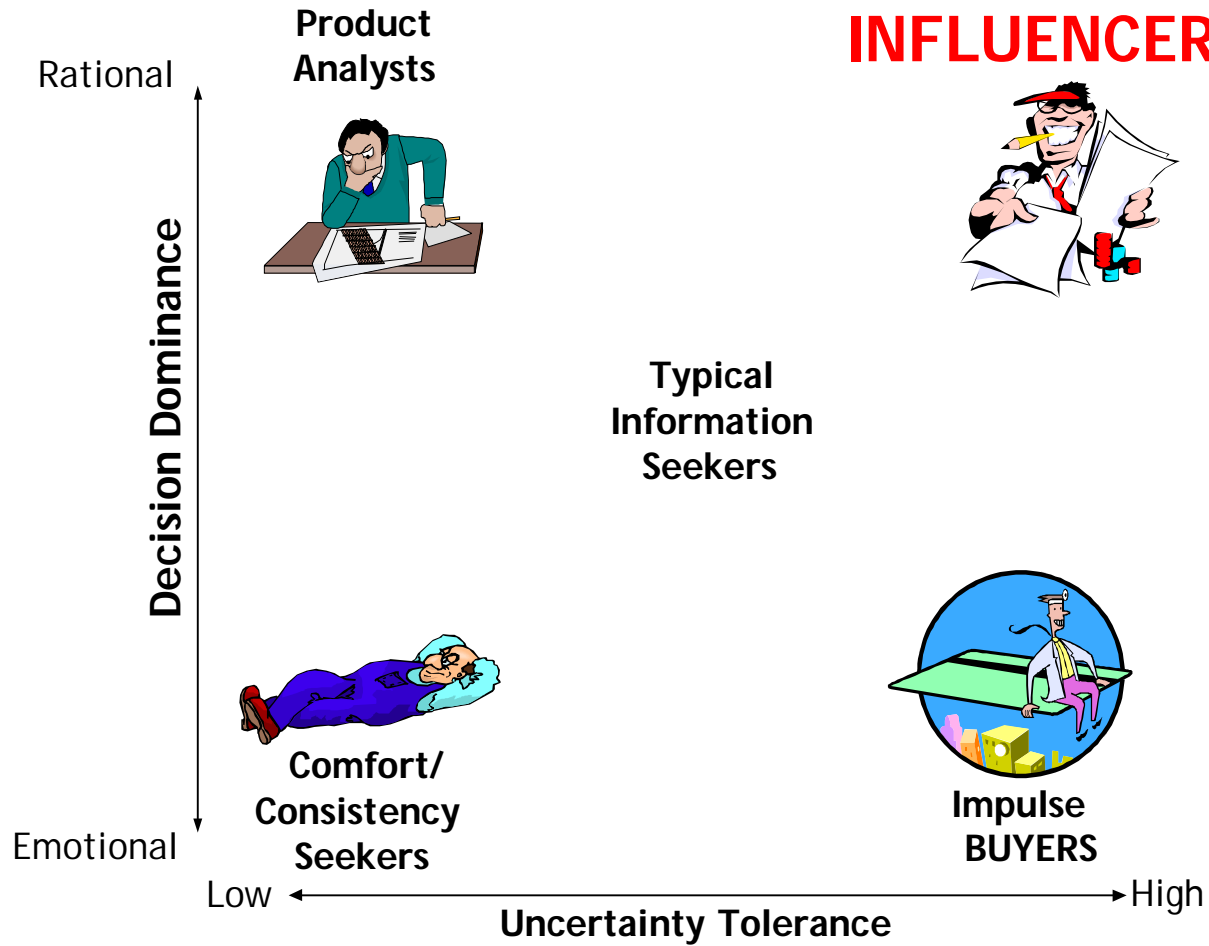 Product
Analysts
INFLUENCER
Rational
Decision Dominance
Typical
Information
Seekers
Comfort/
Consistency
Seekers
Impulse
BUYERS
Emotional
Low
High
Uncertainty Tolerance